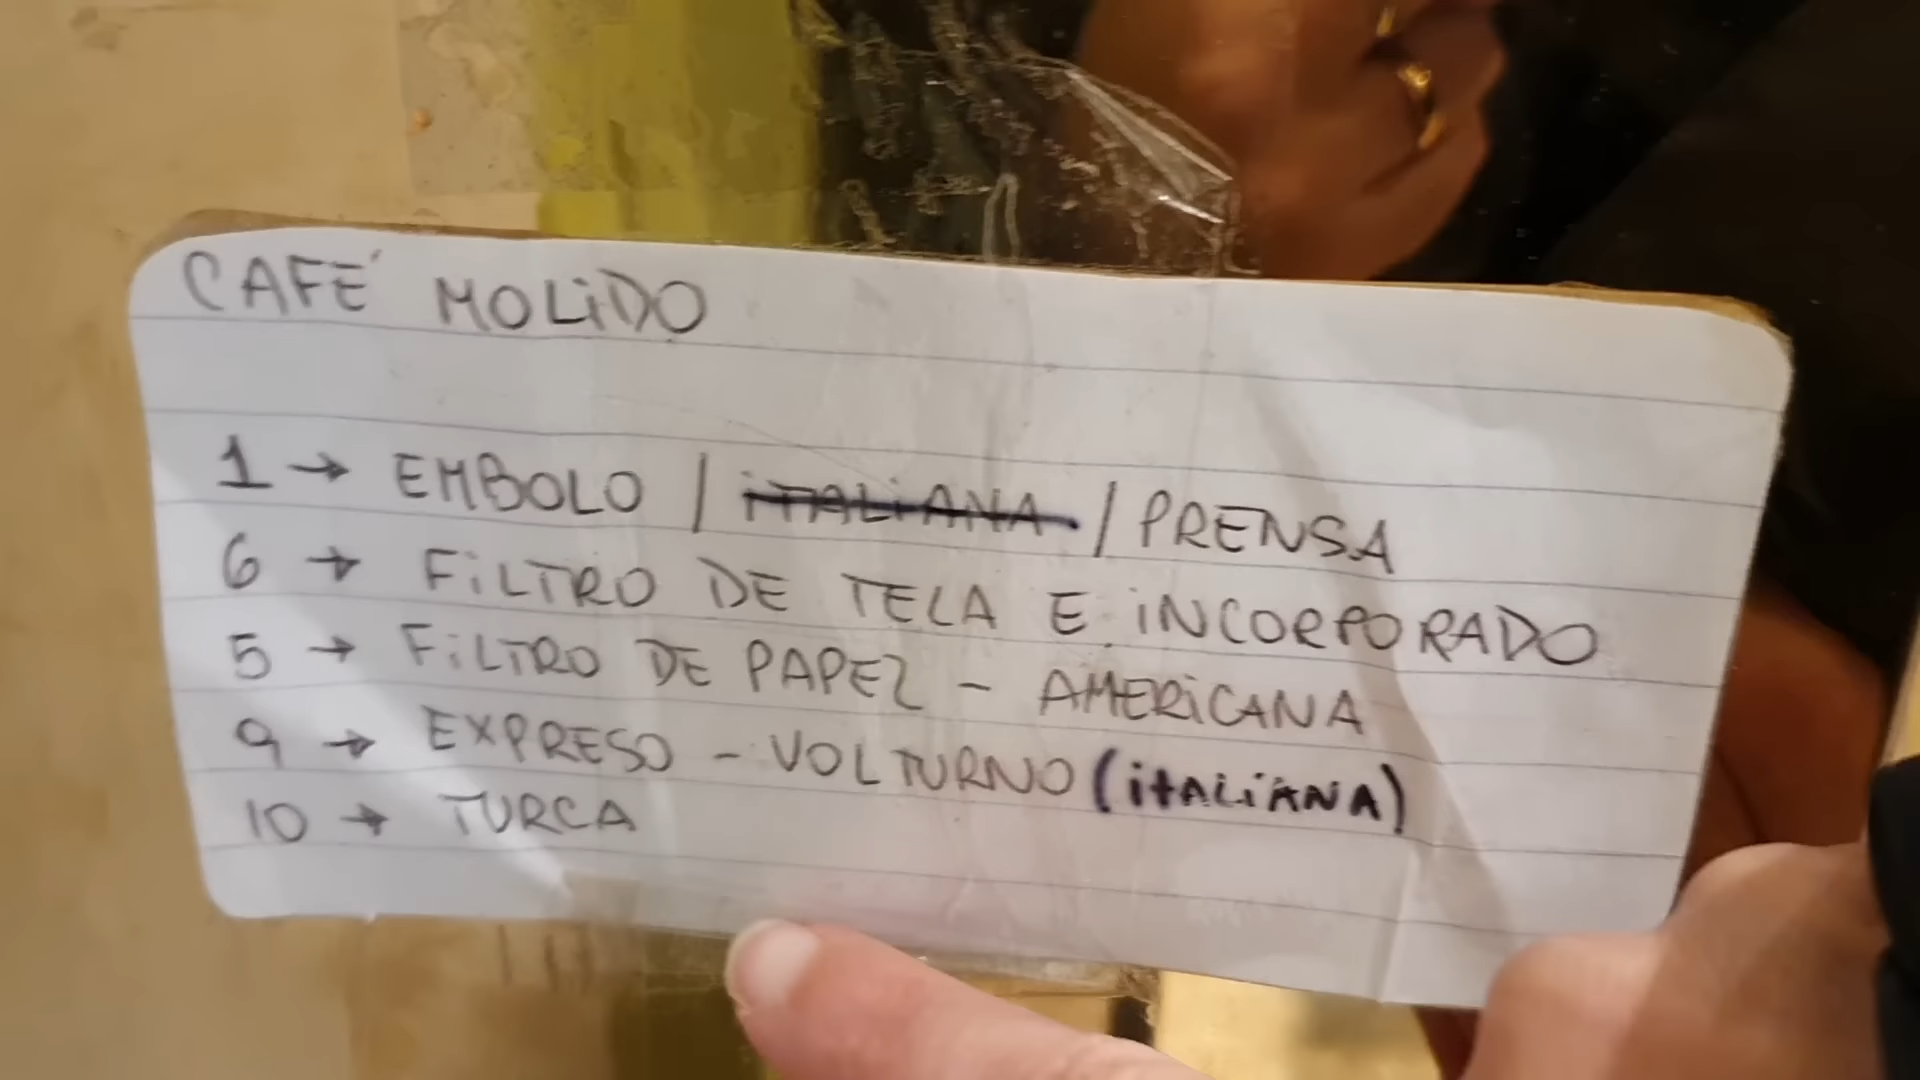 CAFÉ MOLIDO
1 → EMBOLO / ITALIANA / PRENSA
6 → FILTRO DE TELA E INCORPORADO
5 → FILTRO DE PAPEL - AMERICANA
9 → EXPRESO - VOLTURNO (ITALIANA)
10 → TURCA